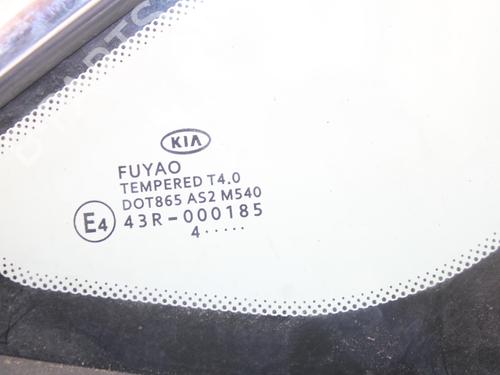 KIA
FUYAO
TEMPERED T4.0
DOT865 AS2 M540
E4 43R-000185
4.....